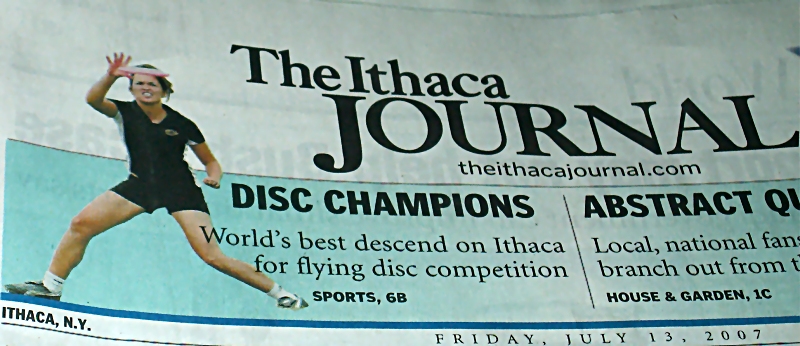 The Ithaca
JOURNAL
theithacajournal.com
DISC CHAMPIONS
World's best descend on Ithaca
for flying disc competition
SPORTS, 6B
ABSTRACT
Local, national fans
branch out from
HOUSE & GARDEN, 1C
ITHACA, N.Y.
FRIDAY, JULY 13, 2007